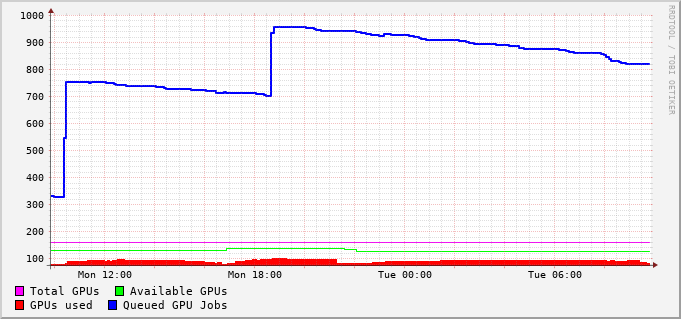 1000
900
800
700
600
500
400
300
200
100
Mon 12:00 Mon 18:00 Tue 00:00 Tue 06:00
Total GPUs Available GPUs
GPUs used Queued GPU Jobs
RRDTOOL / TOBI OETIKER